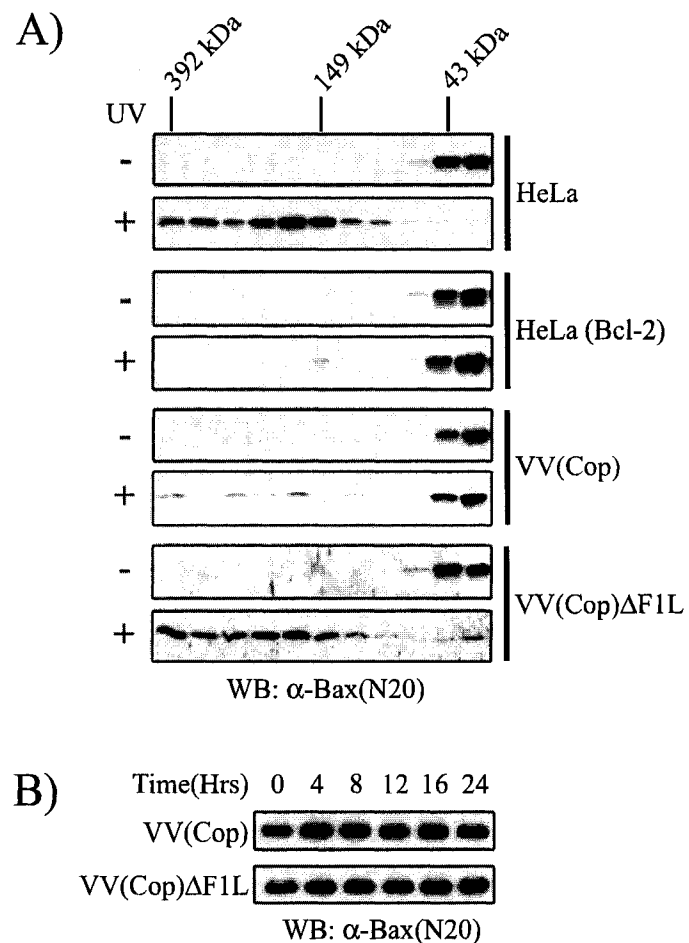 A)
392 kDa
149 kDa
43 kDa
UV
-
HeLa
+
-
HeLa (Bcl-2)
+
-
VV(Cop)
+
-
VV(Cop)ΔF1L
+
WB: α-Bax(N20)
B)
Time(Hrs) 0 4 8 12 16 24
VV(Cop)
VV(Cop)ΔF1L
WB: α-Bax(N20)